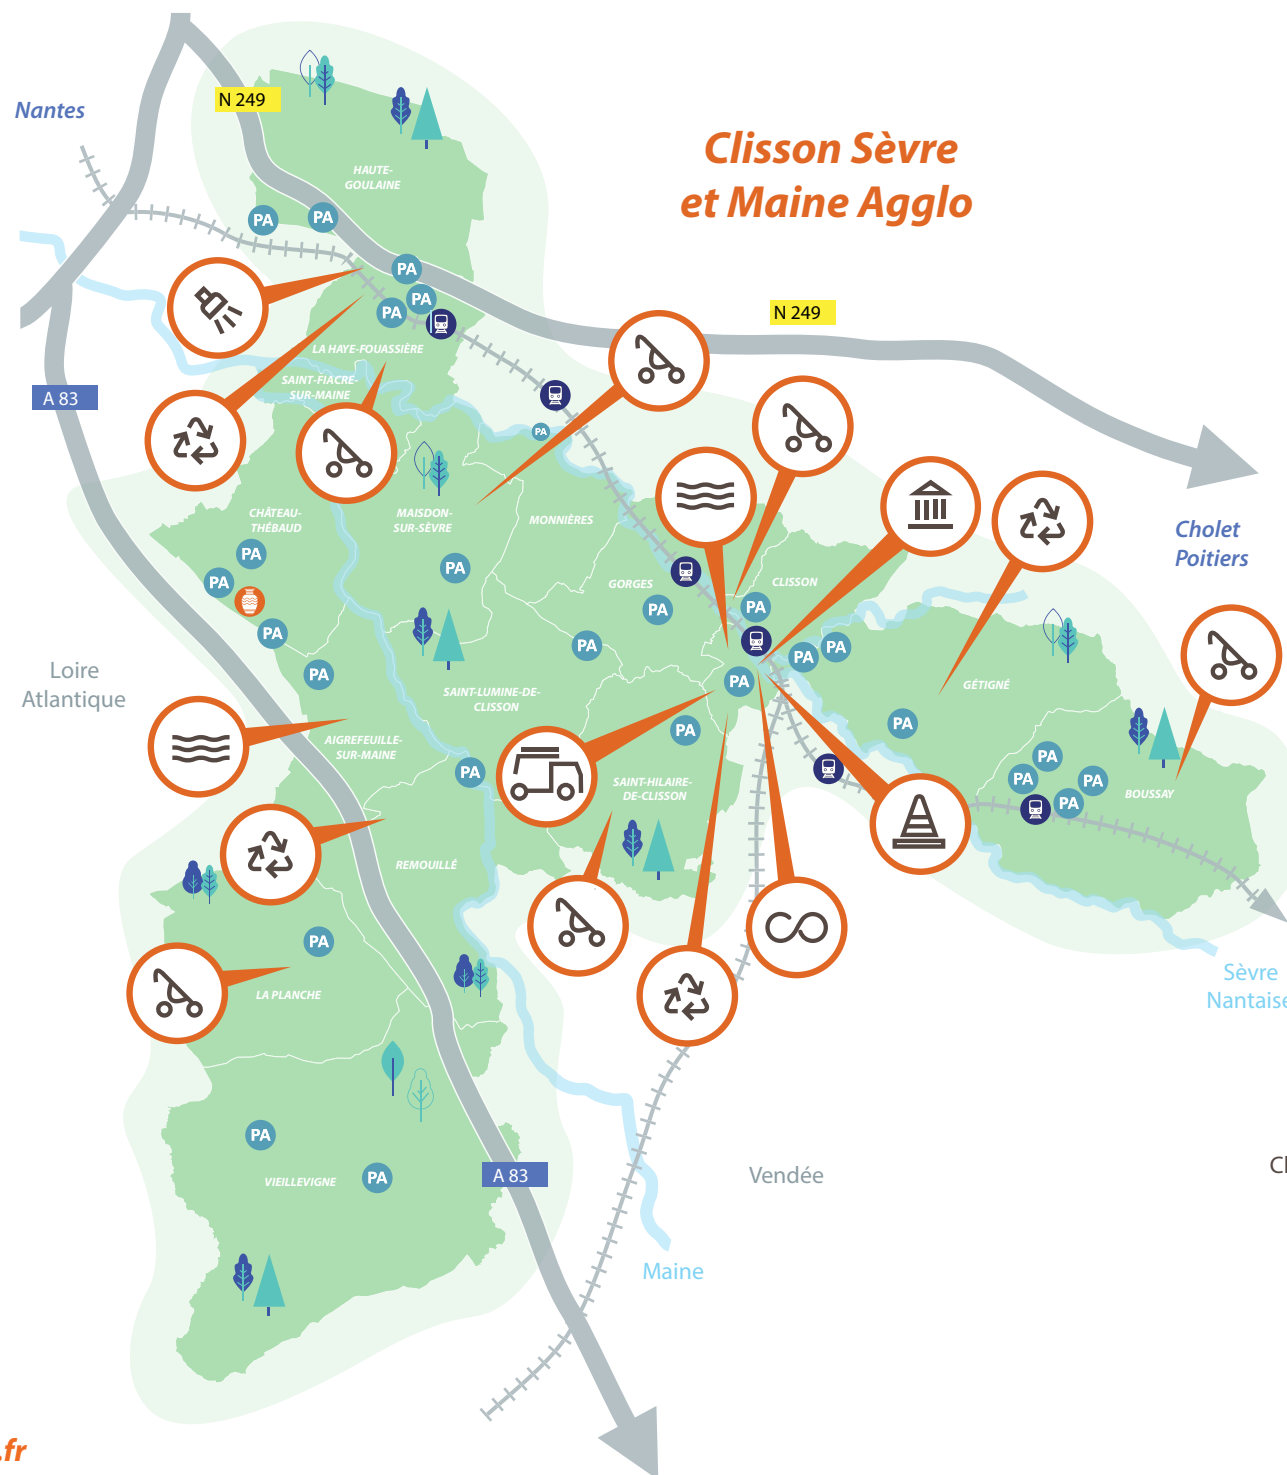 Clisson Sèvre
et Maine Agglo
Nantes
N 249
HAUTE-
GOULAINE
PA
PA
PA
PA
PA
N 249
LA HAYE-FOUASSIÈRE
SAINT-FIACRE-
SUR-MAINE
A 83
PA
CHÂTEAU-
THÉBAUD
MAISDON-
SUR-SÈVRE
MONNIÈRES
Cholet
Poitiers
PA
PA
PA
GORGES
CLISSON
PA
PA
PA
PA
PA
PA
PA
Loire
Atlantique
PA
PA
SAINT-LUMINE-DE-
CLISSON
GÉTIGNÉ
PA
PA
AIGREFEUILLE-
SUR-MAINE
PA
PA
PA
PA
PA
SAINT-HILAIRE-
DE-CLISSON
BOUSSAY
REMOUILLÉ
PA
LA PLANCHE
Sèvre
Nantaise
PA
VIEILLEVIGNE
PA
A 83
Vendée
Cl
Maine
.fr